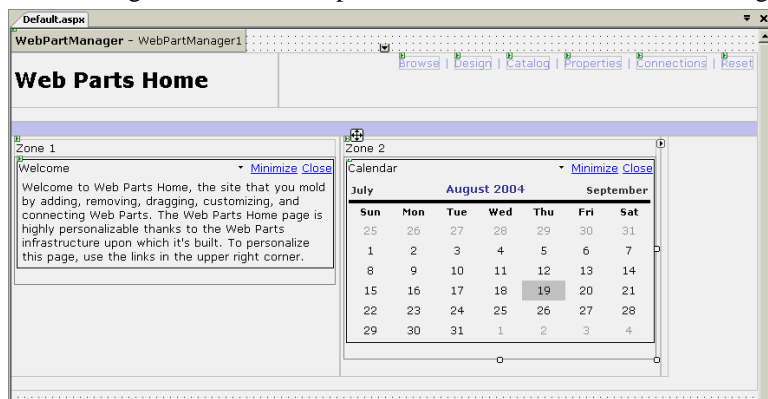 Default.aspx
WebPartManager - WebPartManager1
Browse | Design | Catalog | Properties | Connections | Reset
Web Parts Home
Zone 1
Welcome Minimize Close
Welcome to Web Parts Home, the site that you mold
by adding, removing, dragging, customizing, and
connecting Web Parts. The Web Parts Home page is
highly personalizable thanks to the Web Parts
infrastructure upon which it's built. To personalize
this page, use the links in the upper right corner.
Zone 2
Calendar Minimize Close
July August 2004 September
Sun Mon Tue Wed Thu Fri Sat
25 26 27 28 29 30 31
1 2 3 4 5 6 7
8 9 10 11 12 13 14
15 16 17 18 19 20 21
22 23 24 25 26 27 28
29 30 31 1 2 3 4